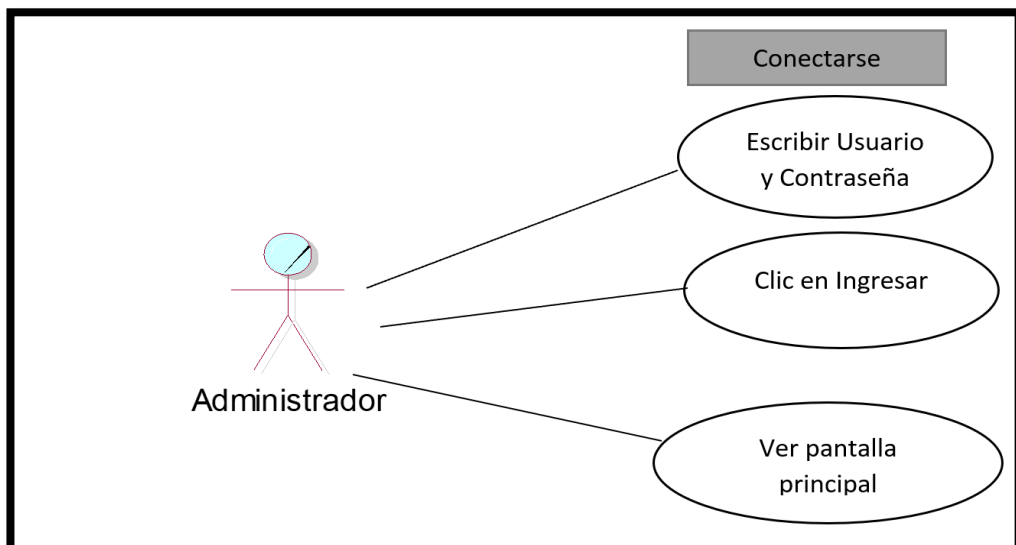 Conectarse
Escribir Usuario
y Contraseña
Clic en Ingresar
Administrador
Ver pantalla
principal